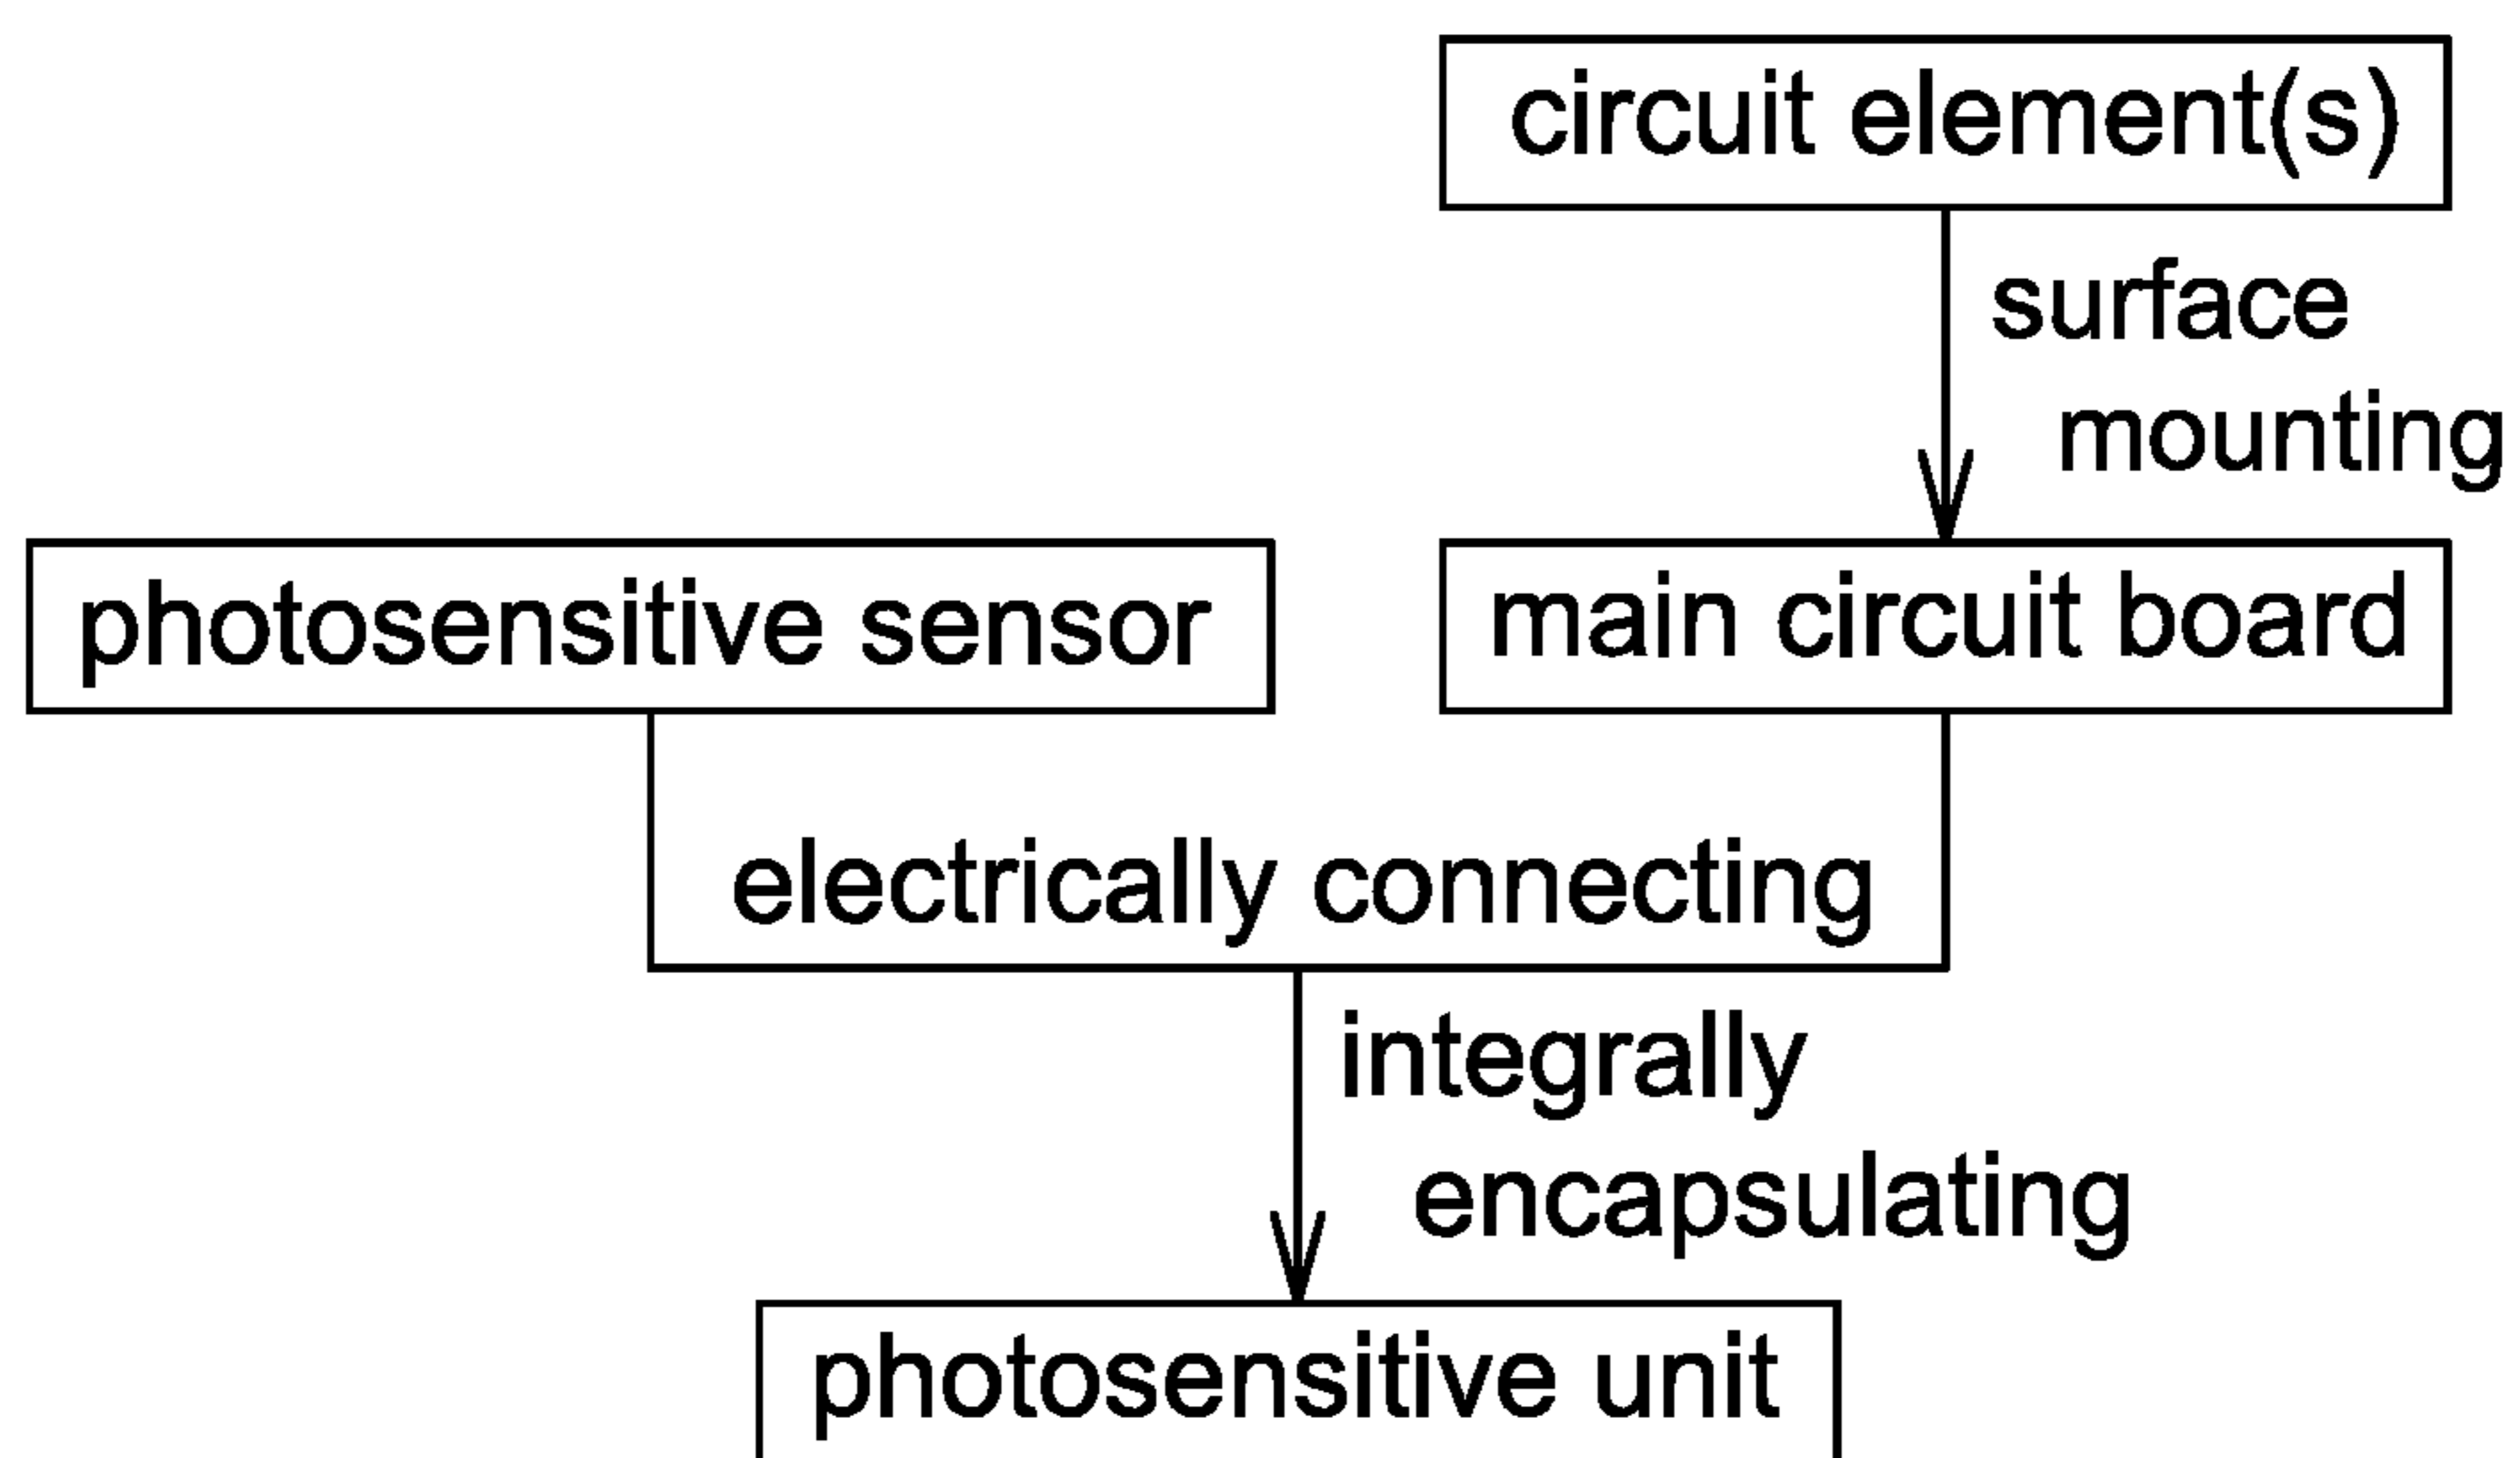 circuit element(s)
surface
mounting
photosensitive sensor
main circuit board
electrically connecting
integrally
encapsulating
photosensitive unit